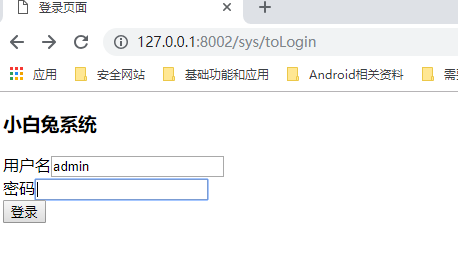 登录页面
127.0.0.1:8002/sys/toLogin
应用 安全网站 基础功能和应用 Android相关资料 需
小白兔系统
用户名 admin
密码
登录